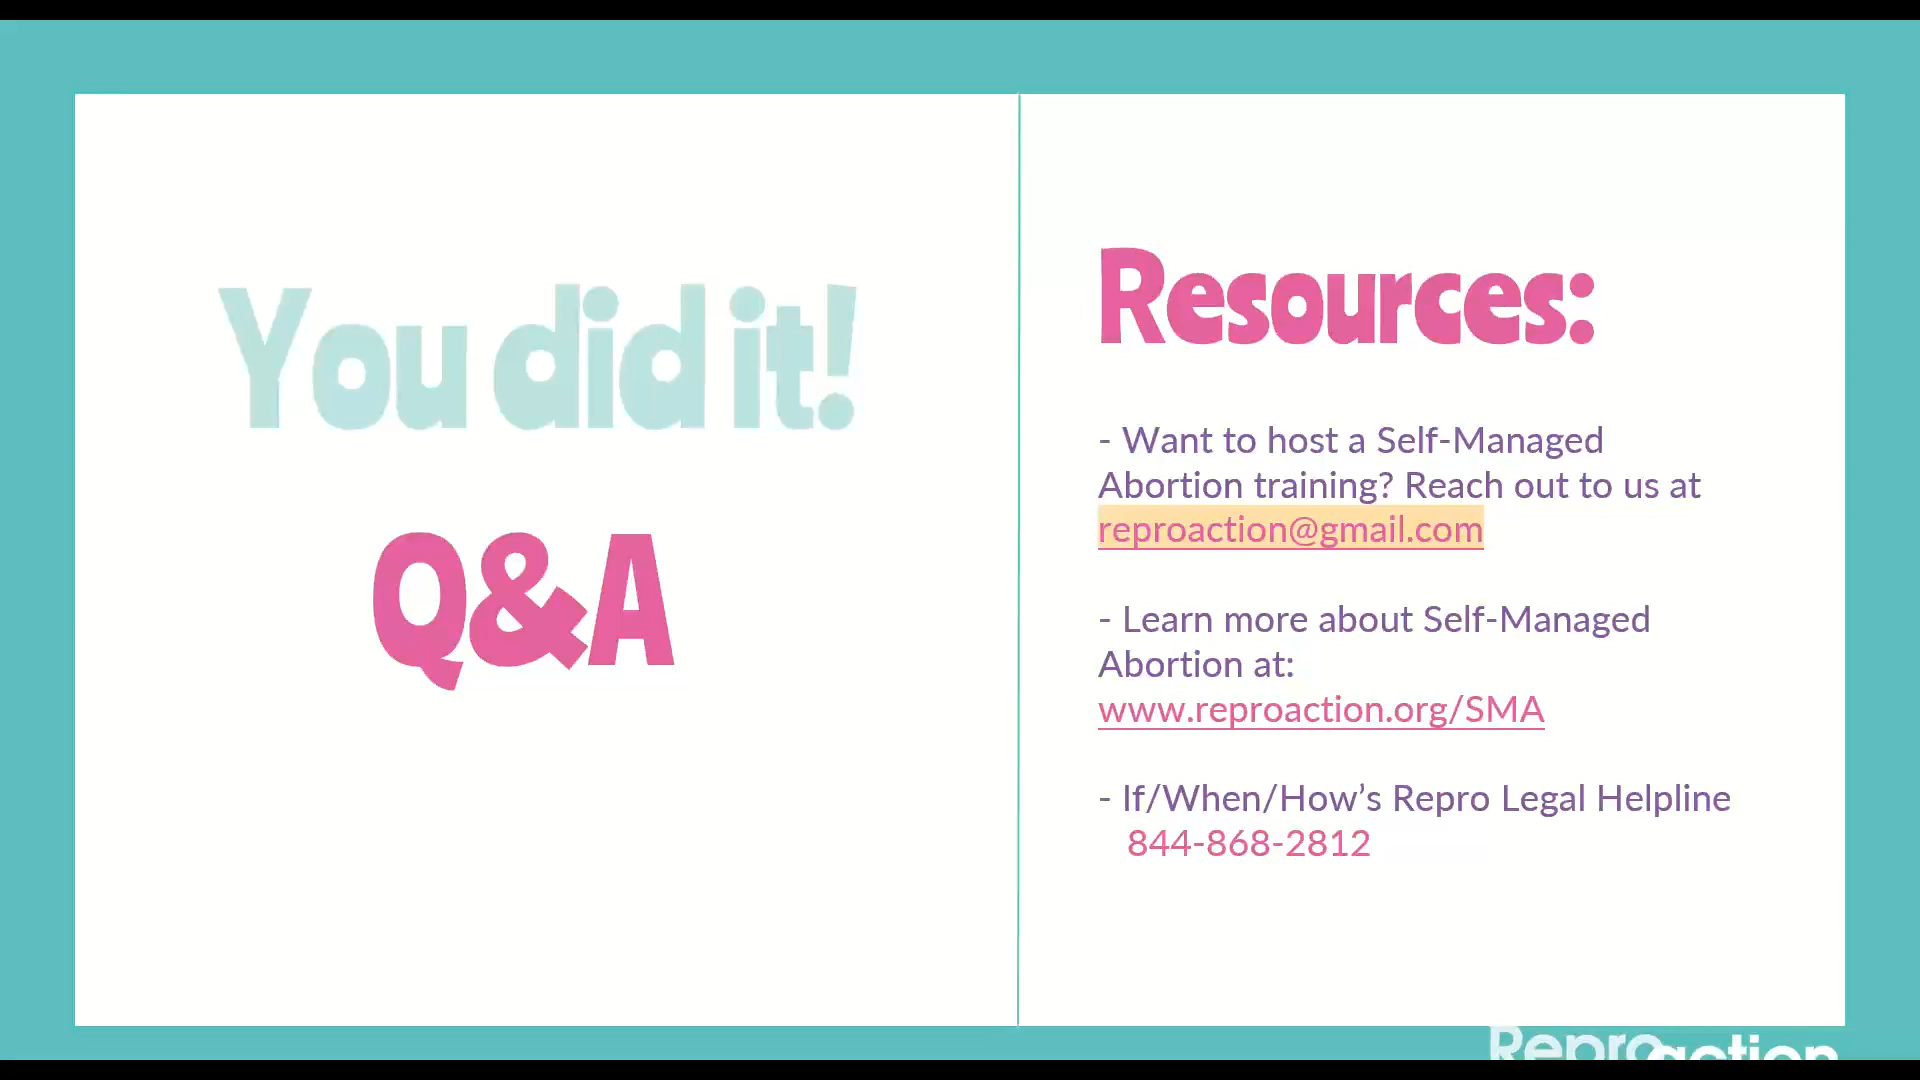 You did it!
Q&A
Resources:
- Want to host a Self-Managed
Abortion training? Reach out to us at
reproaction@gmail.com
- Learn more about Self-Managed
Abortion at:
www.reproaction.org/SMA
- If/When/How’s Repro Legal Helpline
844-868-2812
Reproaction